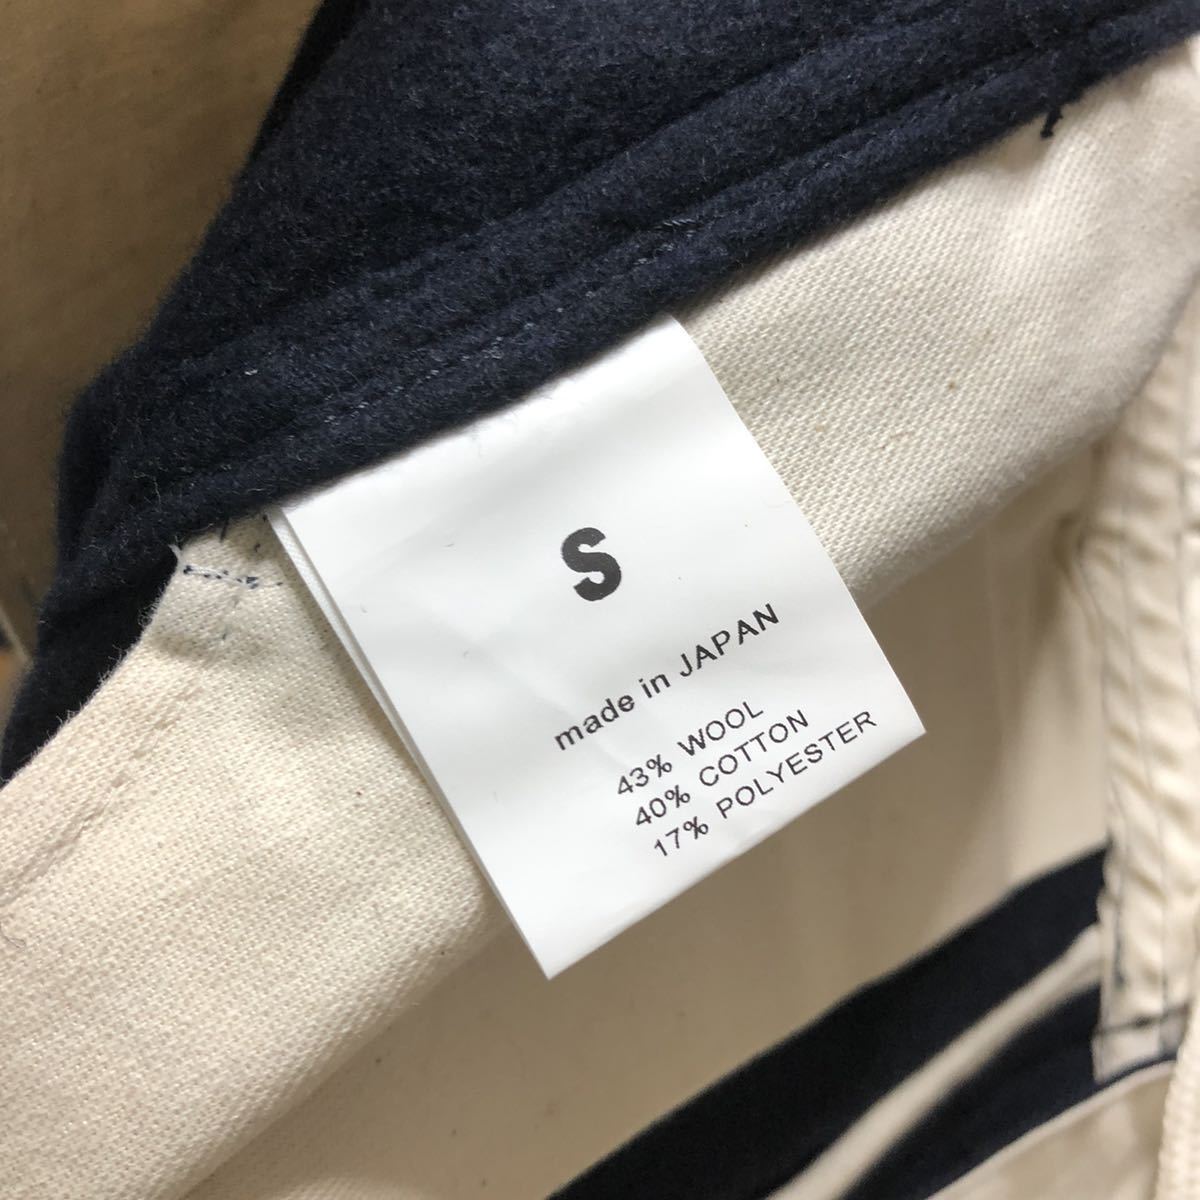 S
made in JAPAN
43% WOOL
40% COTTON
17% POLYESTER